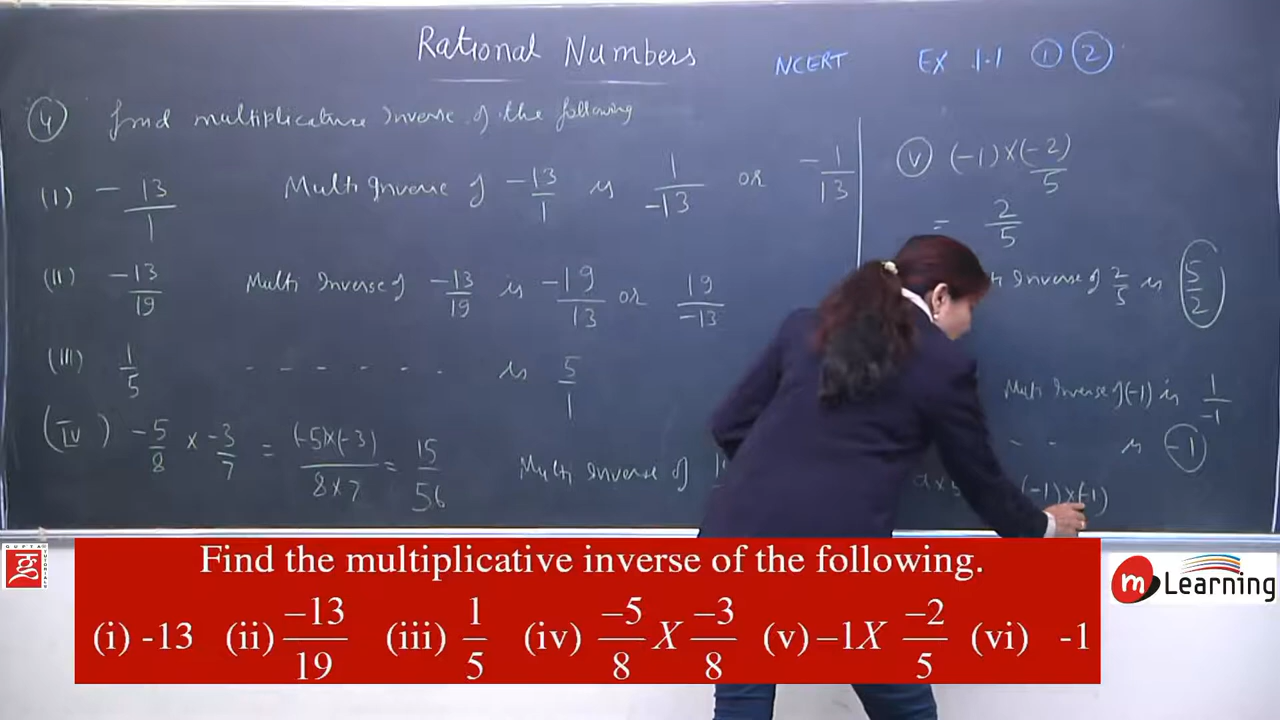 Rational Numbers
NCERT EX 1.1 ① ②
④ find multiplicative inverse of the following
(I) -13/1 Multi Inverse of -13/1 is 1/-13 or -1/13
(II) -13/19 Multi Inverse of -13/19 is -19/13 or 19/-13
(III) 1/5 - - - - - - is 5/1
(IV) -5/8 × -3/7 = (-5)×(-3)/8×7 = 15/56 Multi Inverse of
Ⓥ (-1)×(-2)/5
= 2/5
Inverse of 2/5 is 5/2
Multi Inverse of (-1) is 1/-1
- - is -1
(-1)×(-1)
Find the multiplicative inverse of the following.
(i) -13 (ii) −13/19 (iii) 1/5 (iv) −5/8 X −3/8 (v) −1X −2/5 (vi) -1
GUPTA
TUTORIALS
m Learning